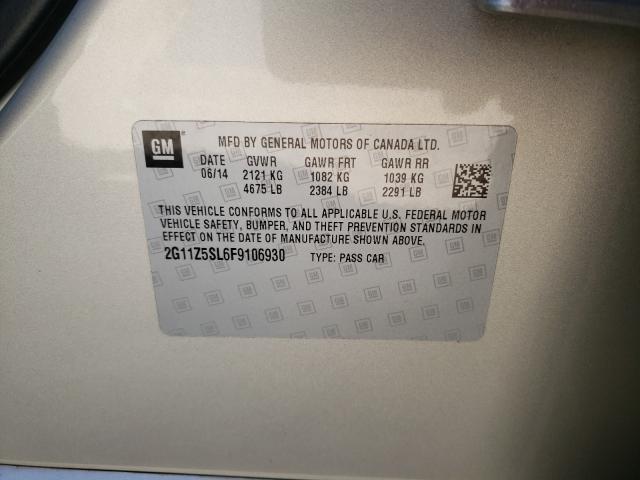 GM
MFD BY GENERAL MOTORS OF CANADA LTD.
DATE GVWR GAWR FRT GAWR RR
06/14 2121 KG 1082 KG 1039 KG
4675 LB 2384 LB 2291 LB
THIS VEHICLE CONFORMS TO ALL APPLICABLE U.S. FEDERAL MOTOR
VEHICLE SAFETY, BUMPER, AND THEFT PREVENTION STANDARDS IN
EFFECT ON THE DATE OF MANUFACTURE SHOWN ABOVE.
2G11Z5SL6F9106930 TYPE: PASS CAR